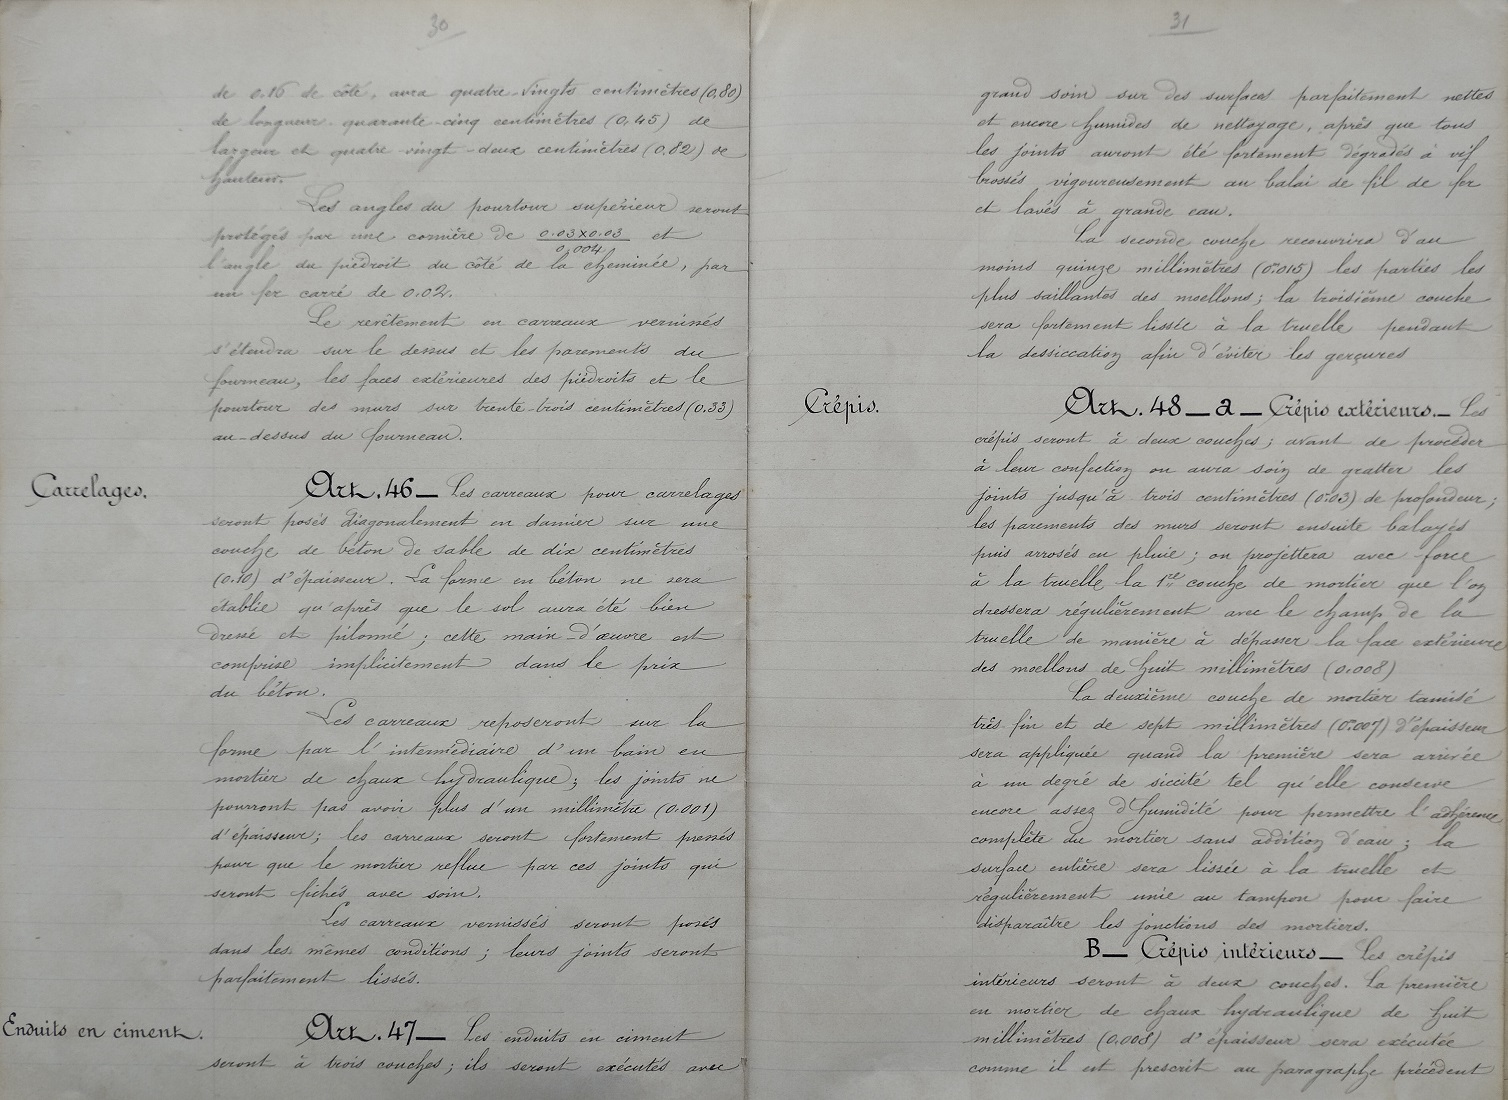 30
de 0.16 de côté, aura quatre-vingts centimètres (0,80)
de longueur quarante-cinq centimètres (0,45) de
largeur et quatre-vingt-deux centimètres (0,82) de
hauteur.
Les angles du pourtour supérieur seront
protégés par une cornière de 0.03x0.03 et
0,004
l'angle du piédroit du côté de la cheminée, par
un fer carré de 0.02.
Le revêtement en carreaux vernissés
s'étendra sur le dessus et les parements du
fourneau, les faces extérieures des piédroits et le
pourtour des murs sur trente-trois centimètres (0.33)
au-dessus du fourneau.
Carrelages.
Art. 46 _ Les carreaux pour carrelages
seront posés diagonalement en damier sur une
couche de béton de sable de dix centimètres
(0.10) d'épaisseur. La forme en béton ne sera
établie qu'après que le sol aura été bien
dressé et pilonné ; cette main-d'œuvre est
comprise implicitement dans le prix
du béton.
Les carreaux reposeront sur la
forme par l'intermédiaire d'un bain en
mortier de chaux hydraulique ; les joints ne
pourront pas avoir plus d'un millimètre (0.001)
d'épaisseur ; les carreaux seront fortement pressés
pour que le mortier reflue par ces joints qui
seront fichés avec soin.
Les carreaux vernissés seront posés
dans les mêmes conditions ; leurs joints seront
parfaitement lissés.
Enduits en ciment.
Art. 47 _ Les enduits en ciment
seront à trois couches ; ils seront exécutés avec
31
grand soin sur des surfaces parfaitement nettes
et encore humides de nettoyage, après que tous
les joints auront été fortement dégradés à vif
brossés vigoureusement au balai de fil de fer
et lavés à grande eau.
La seconde couche recouvrira d'au
moins quinze millimètres (0m015) les parties les
plus saillantes des moellons ; la troisième couche
sera fortement lissée à la truelle pendant
la dessiccation afin d'éviter les gerçures
Crépis.
Art. 48 _ a _ Crépis extérieurs. _ Les
crépis seront à deux couches ; avant de procéder
à leur confection on aura soin de gratter les
joints jusqu'à trois centimètres (0m03) de profondeur ;
les parements des murs seront ensuite balayés
puis arrosés en pluie ; on projettera avec force
à la truelle la 1re couche de mortier que l'on
dressera régulièrement avec le champ de la
truelle de manière à dépasser la face extérieure
des moellons de huit millimètres (0.008)
La deuxième couche de mortier tamisé
très fin et de sept millimètres (0m007) d'épaisseur
sera appliquée quand la première sera arrivée
à un degré de siccité tel qu'elle conserve
encore assez d'humidité pour permettre l'adhérence
complète du mortier sans addition d'eau ; la
surface entière sera lissée à la truelle et
régulièrement unie au tampon pour faire
disparaître les jonctions des mortiers.
B _ Crépis intérieurs _ Les crépis
intérieurs seront à deux couches. La première
en mortier de chaux hydraulique de huit
millimètres (0.008) d'épaisseur sera exécutée
comme il est prescrit au paragraphe précédent